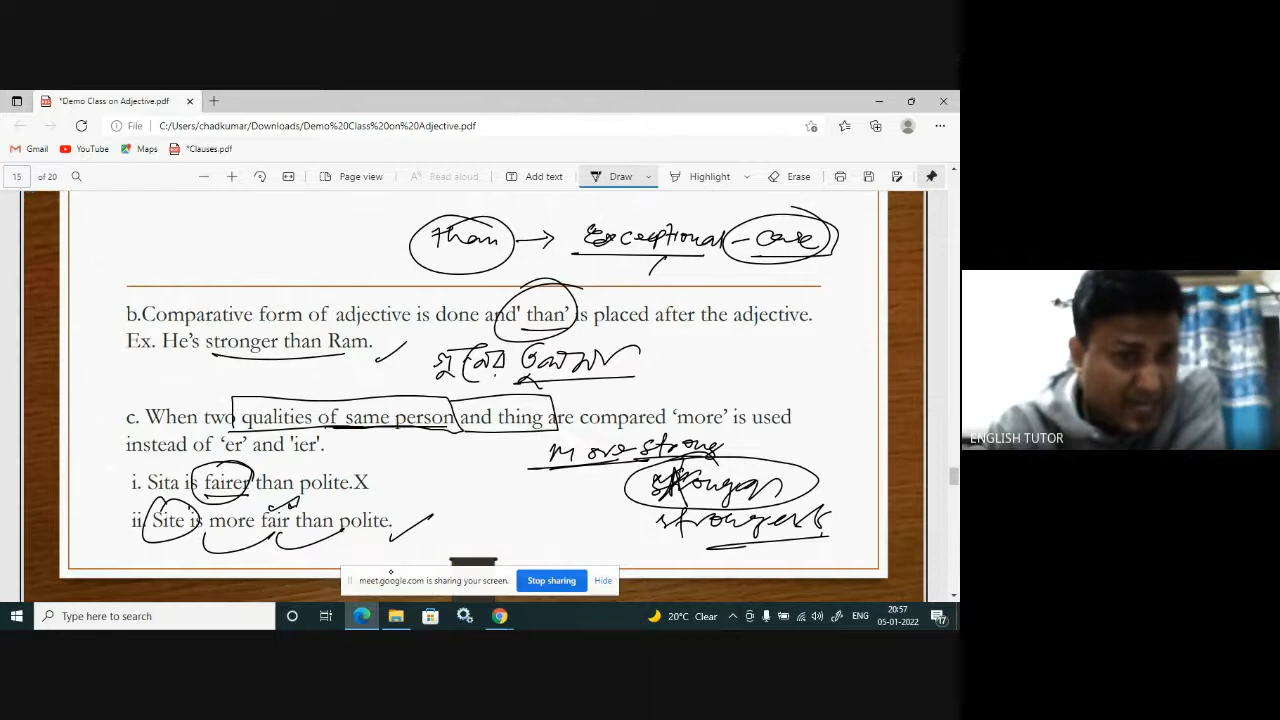 *Demo Class on Adjective.pdf
File C:/Users/chadkumar/Downloads/Demo%20Class%20on%20Adjective.pdf
Gmail YouTube Maps *Clauses.pdf
15 of 20 Page view Read aloud Add text Draw Highlight Erase
Than → Exceptional - case
b.Comparative form of adjective is done and' than' is placed after the adjective.
Ex. He's stronger than Ram.
c. When two qualities of same person and thing are compared 'more' is used
instead of 'er' and 'ier'.
more strong
i. Sita is fairer than polite.X
stronger
ii. Site is more fair than polite.
strongest
ENGLISH TUTOR
meet.google.com is sharing your screen. Stop sharing Hide
Type here to search
20°C Clear ENG 20:57
05-01-2022
17